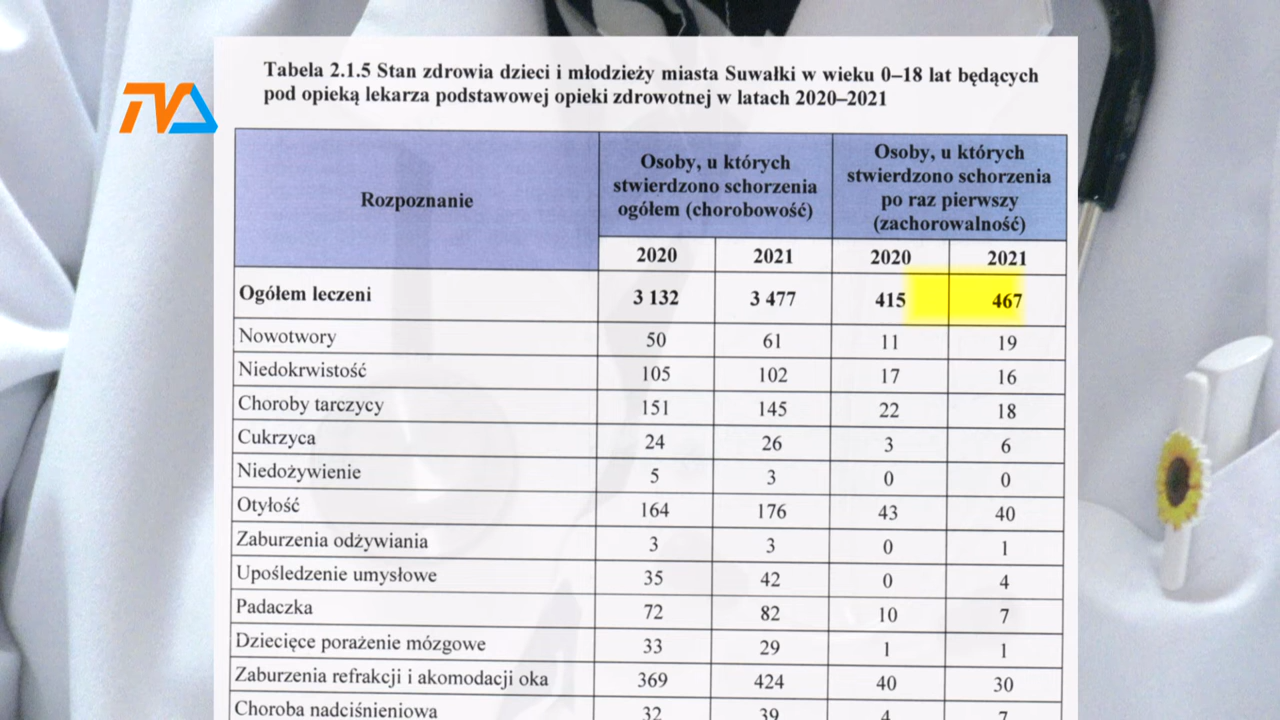 TVA
Tabela 2.1.5 Stan zdrowia dzieci i młodzieży miasta Suwałki w wieku 0–18 lat będących
pod opieką lekarza podstawowej opieki zdrowotnej w latach 2020–2021
Rozpoznanie
Osoby, u których
stwierdzono schorzenia
ogółem (chorobowość)
Osoby, u których
stwierdzono schorzenia
po raz pierwszy
(zachorowalność)
2020 2021 2020 2021
Ogółem leczeni 3 132 3 477 415 467
Nowotwory 50 61 11 19
Niedokrwistość 105 102 17 16
Choroby tarczycy 151 145 22 18
Cukrzyca 24 26 3 6
Niedożywienie 5 3 0 0
Otyłość 164 176 43 40
Zaburzenia odżywiania 3 3 0 1
Upośledzenie umysłowe 35 42 0 4
Padaczka 72 82 10 7
Dziecięce porażenie mózgowe 33 29 1 1
Zaburzenia refrakcji i akomodacji oka 369 424 40 30
Choroba nadciśnieniowa 32 39 4 7